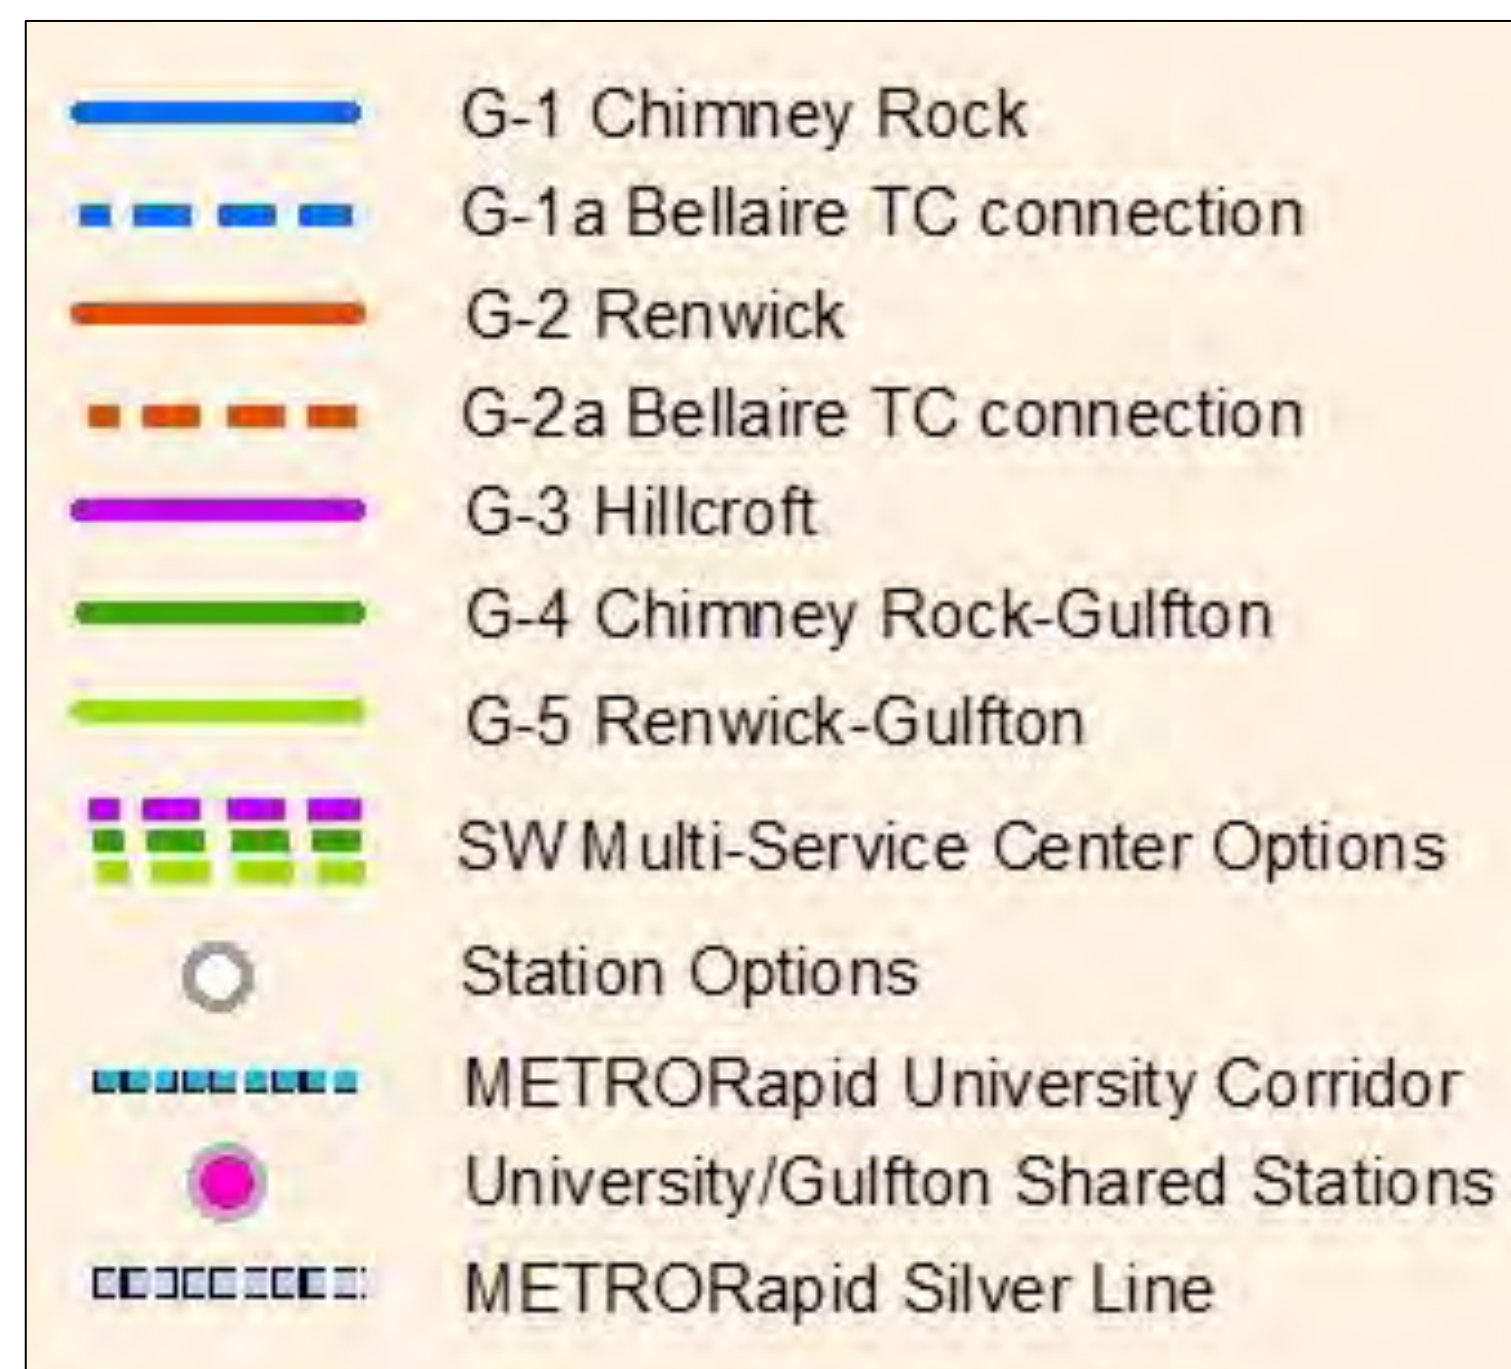 G-1 Chimney Rock
G-1a Bellaire TC connection
G-2 Renwick
G-2a Bellaire TC connection
G-3 Hillcroft
G-4 Chimney Rock-Gulfton
G-5 Renwick-Gulfton
SW Multi-Service Center Options
Station Options
METRORapid University Corridor
University/Gulfton Shared Stations
METRORapid Silver Line